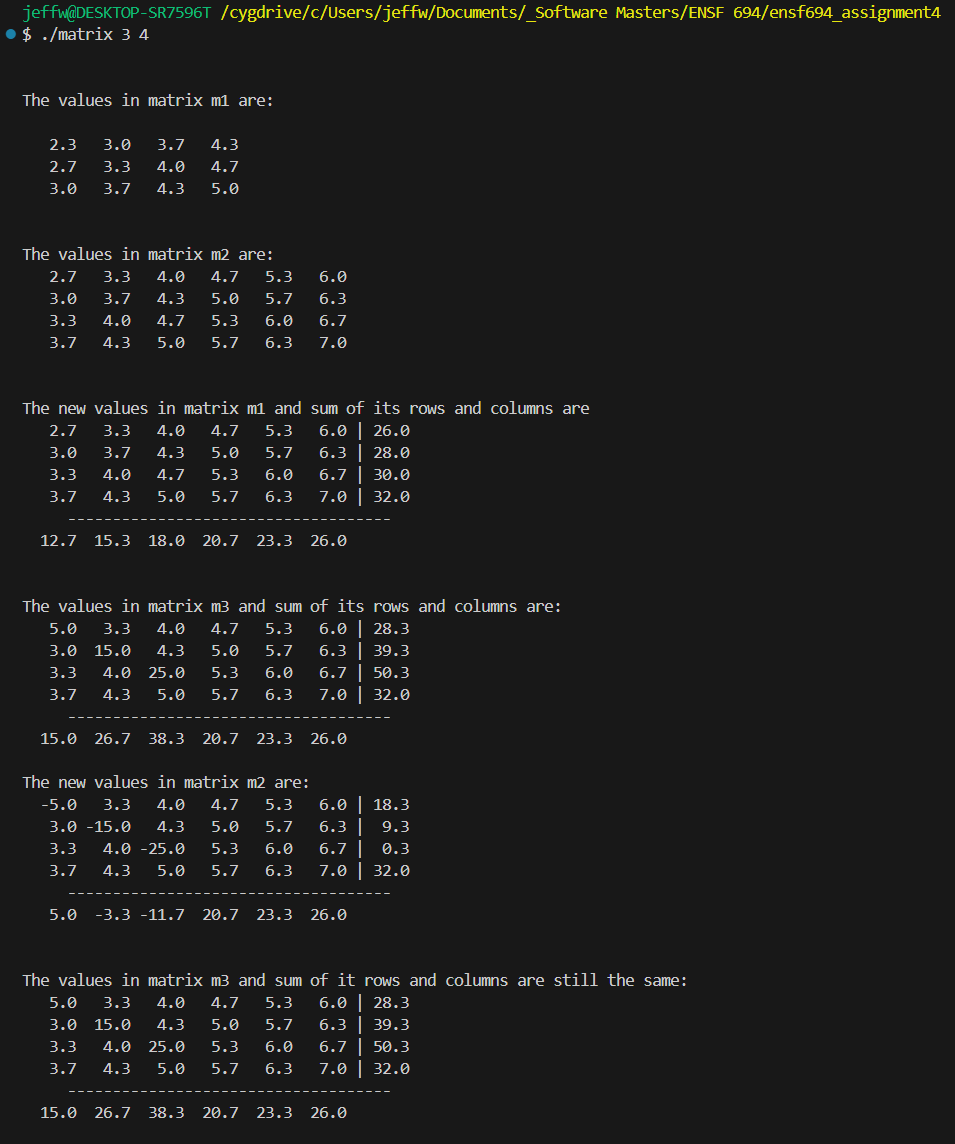 jeffw@DESKTOP-SR7596T /cygdrive/c/Users/jeffw/Documents/_Software Masters/ENSF 694/ensf694_assignment4
$ ./matrix 3 4
The values in matrix m1 are:
2.3 3.0 3.7 4.3
2.7 3.3 4.0 4.7
3.0 3.7 4.3 5.0
The values in matrix m2 are:
2.7 3.3 4.0 4.7 5.3 6.0
3.0 3.7 4.3 5.0 5.7 6.3
3.3 4.0 4.7 5.3 6.0 6.7
3.7 4.3 5.0 5.7 6.3 7.0
The new values in matrix m1 and sum of its rows and columns are
2.7 3.3 4.0 4.7 5.3 6.0 | 26.0
3.0 3.7 4.3 5.0 5.7 6.3 | 28.0
3.3 4.0 4.7 5.3 6.0 6.7 | 30.0
3.7 4.3 5.0 5.7 6.3 7.0 | 32.0
------------------------------------
12.7 15.3 18.0 20.7 23.3 26.0
The values in matrix m3 and sum of its rows and columns are:
5.0 3.3 4.0 4.7 5.3 6.0 | 28.3
3.0 15.0 4.3 5.0 5.7 6.3 | 39.3
3.3 4.0 25.0 5.3 6.0 6.7 | 50.3
3.7 4.3 5.0 5.7 6.3 7.0 | 32.0
------------------------------------
15.0 26.7 38.3 20.7 23.3 26.0
The new values in matrix m2 are:
-5.0 3.3 4.0 4.7 5.3 6.0 | 18.3
3.0 -15.0 4.3 5.0 5.7 6.3 | 9.3
3.3 4.0 -25.0 5.3 6.0 6.7 | 0.3
3.7 4.3 5.0 5.7 6.3 7.0 | 32.0
------------------------------------
5.0 -3.3 -11.7 20.7 23.3 26.0
The values in matrix m3 and sum of it rows and columns are still the same:
5.0 3.3 4.0 4.7 5.3 6.0 | 28.3
3.0 15.0 4.3 5.0 5.7 6.3 | 39.3
3.3 4.0 25.0 5.3 6.0 6.7 | 50.3
3.7 4.3 5.0 5.7 6.3 7.0 | 32.0
------------------------------------
15.0 26.7 38.3 20.7 23.3 26.0